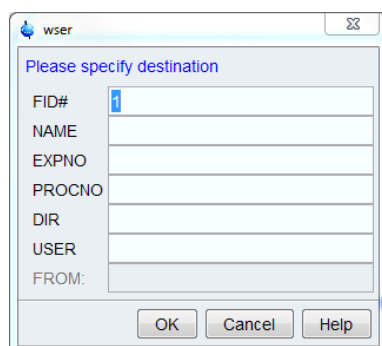 wser
Please specify destination
FID# 1
NAME
EXPNO
PROCNO
DIR
USER
FROM:
OK Cancel Help